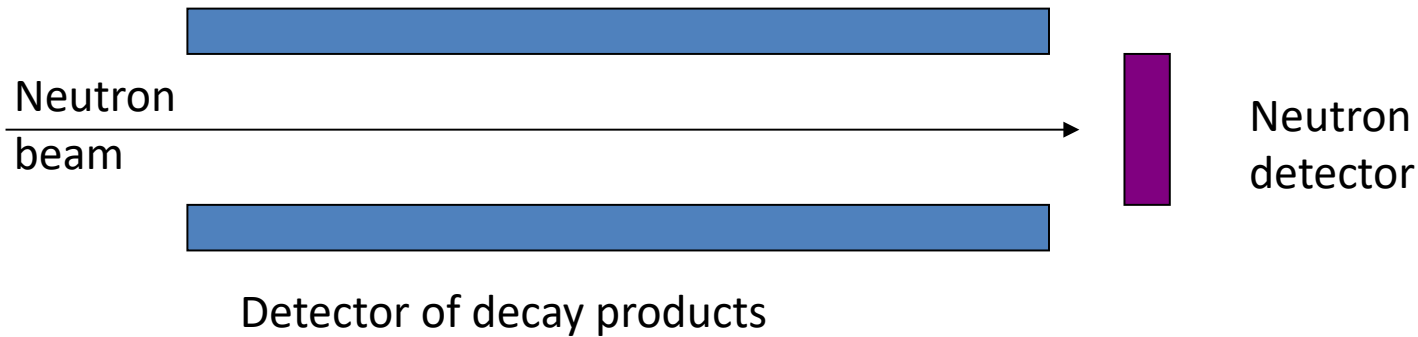 Neutron
beam
Neutron
detector
Detector of decay products